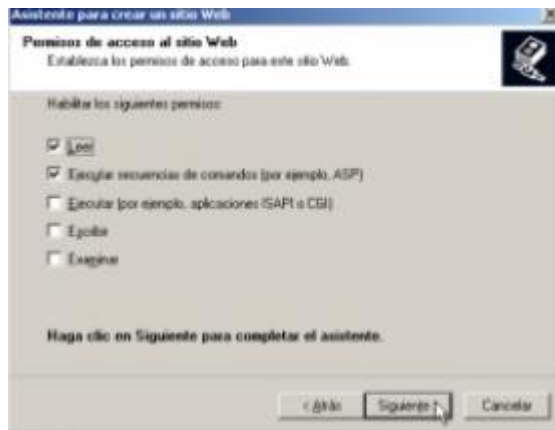 Asistente para crear un sitio Web
Permisos de acceso al sitio Web
Establezca los permisos de acceso para este sitio Web.
Habilitar los siguientes permisos:
Leer
Ejecutar secuencias de comandos (por ejemplo, ASP)
Ejecutar (por ejemplo, aplicaciones ISAPI o CGI)
Escribir
Examinar
Haga clic en Siguiente para completar el asistente.
< Atrás
Siguiente >
Cancelar